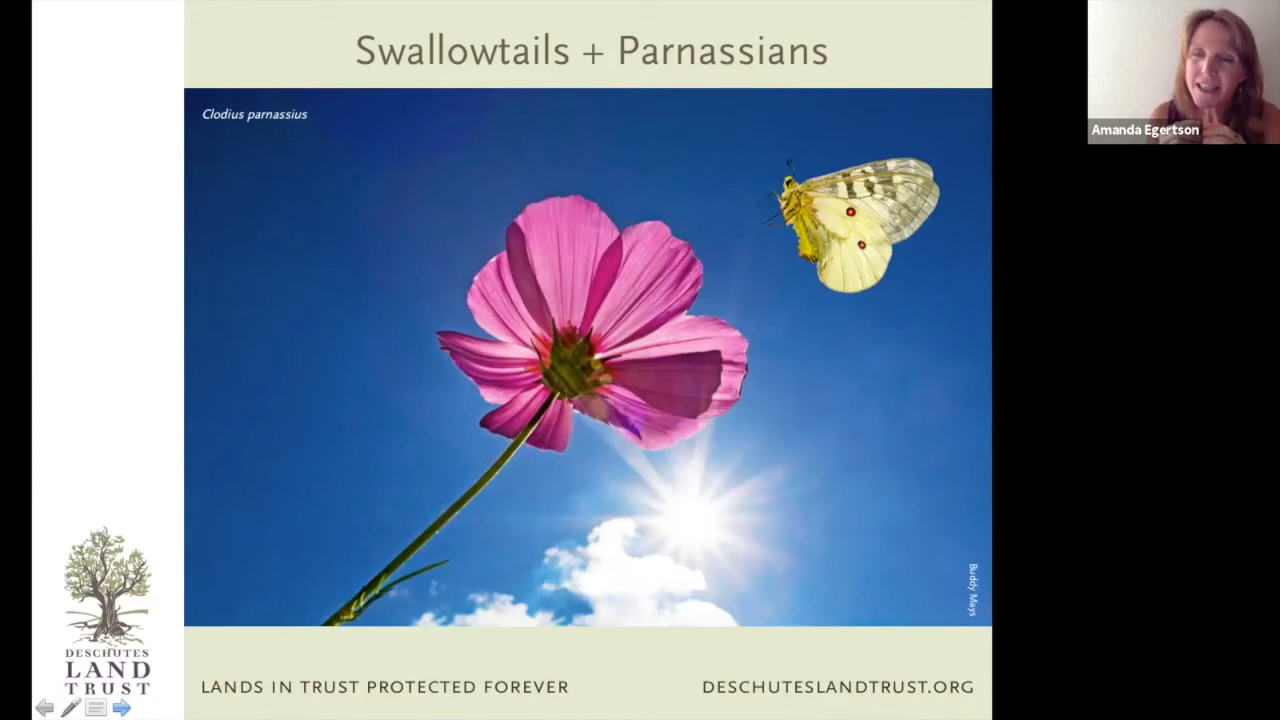 Swallowtails + Parnassians
Clodius parnassius
Amanda Egertson
Buddy Mays
DESCHUTES
LAND
TRUST
LANDS IN TRUST PROTECTED FOREVER
DESCHUTESLANDTRUST.ORG